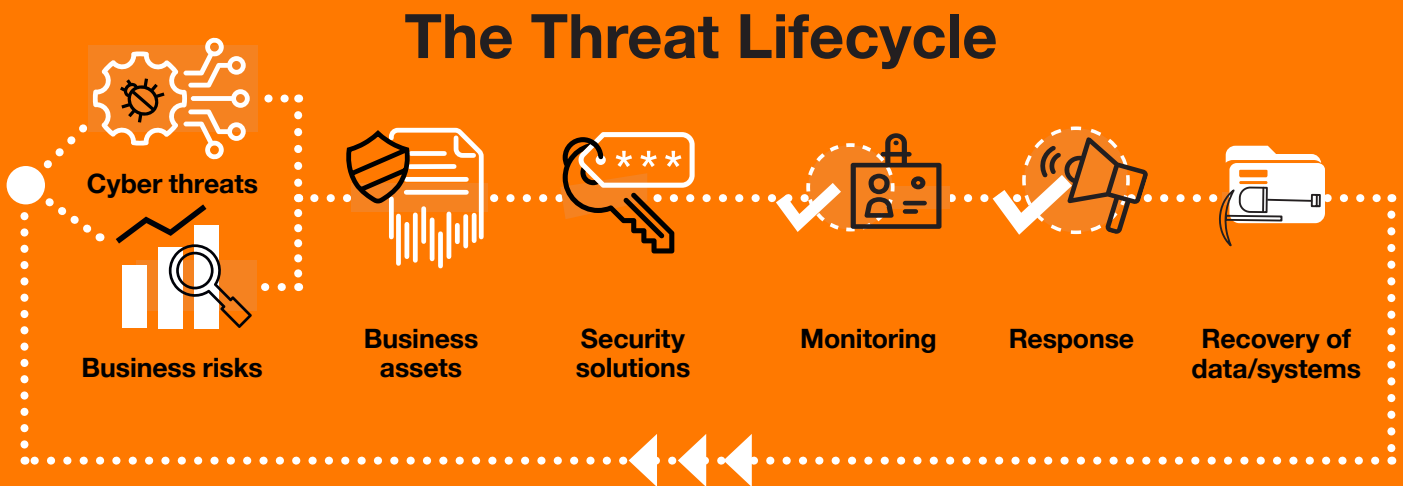 The Threat Lifecycle
Cyber threats
Business risks
Business
assets
***
Security
solutions
Monitoring
Response
Recovery of
data/systems